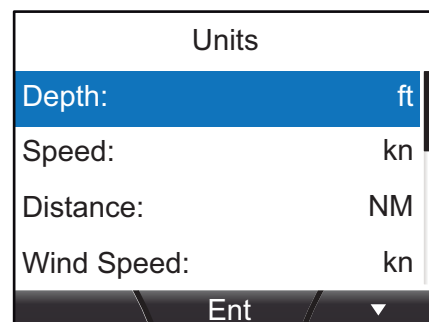 Units
Depth: ft
Speed: kn
Distance: NM
Wind Speed: kn
Ent